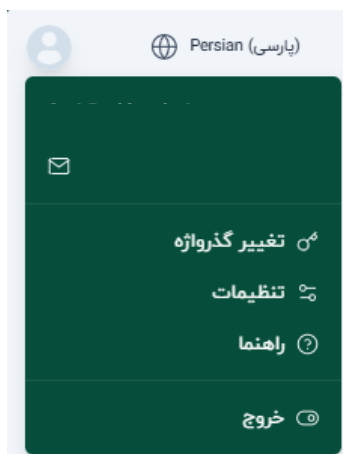 Persian (پارسی)
تغییر گذرواژه
تنظیمات
راهنما
خروج